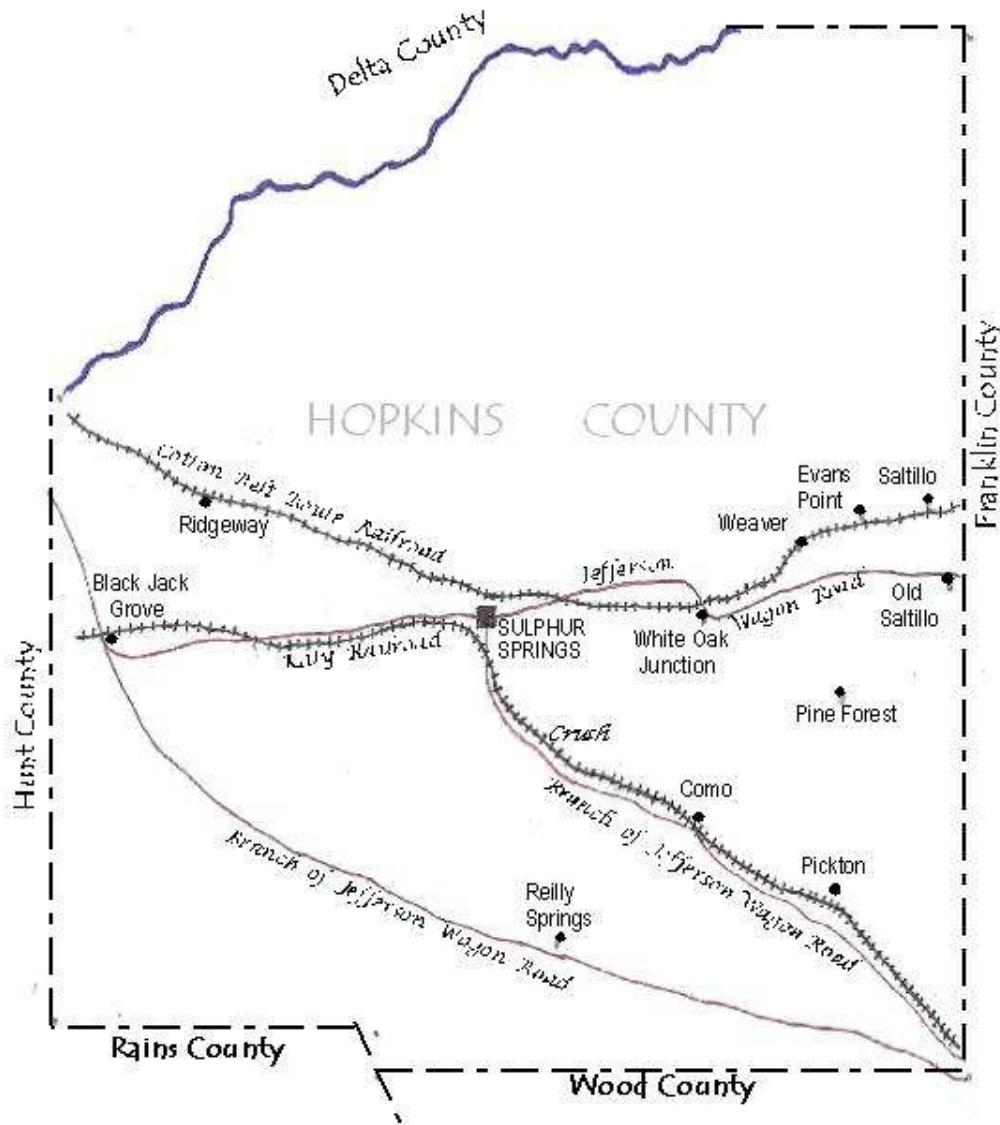 Delta County
HOPKINS COUNTY
Franklin County
Cotton Belt Route Railroad
Ridgeway
Evans
Point
Saltillo
Weaver
Jefferson
Wagon Road
Black Jack
Grove
Old
Saltillo
SULPHUR
SPRINGS
White Oak
Junction
Katy Railroad
Pine Forest
Hunt County
Crush
Como
Branch of Jefferson Wagon Road
Pickton
Branch of Jefferson Wagon Road
Reilly
Springs
Rains County
Wood County